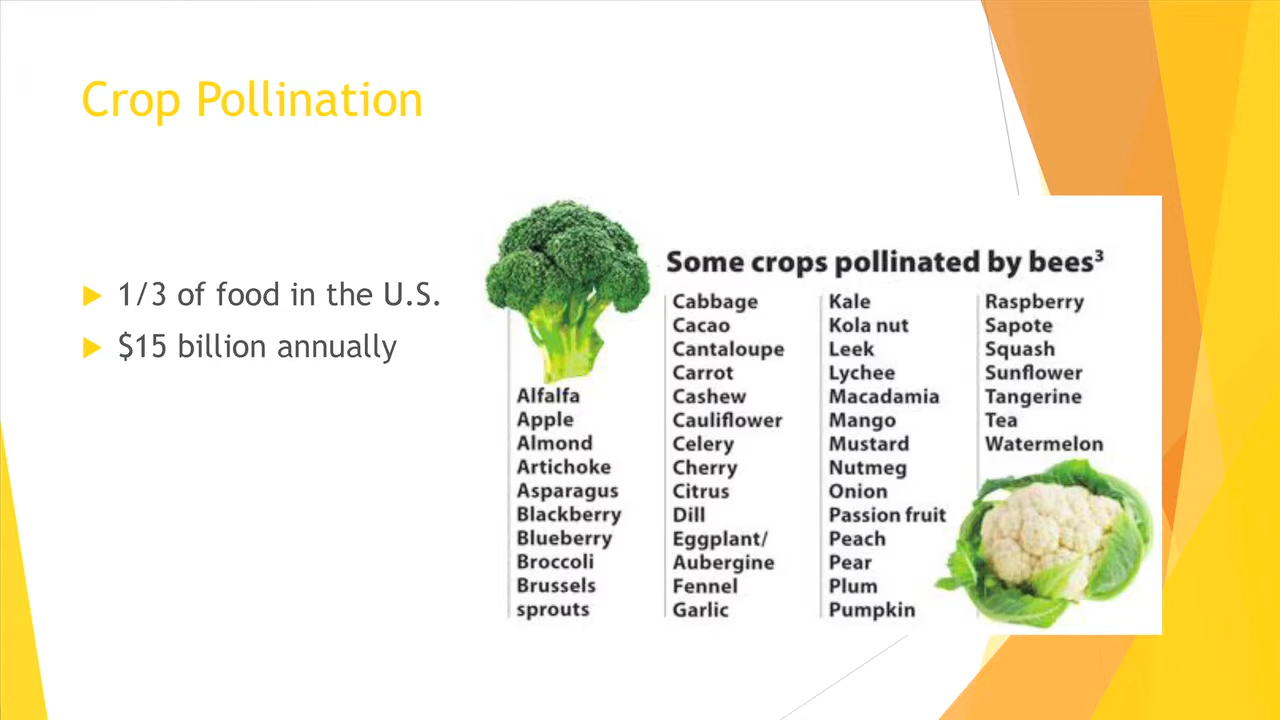 Crop Pollination
1/3 of food in the U.S.
$15 billion annually
Some crops pollinated by bees³
Alfalfa
Apple
Almond
Artichoke
Asparagus
Blackberry
Blueberry
Broccoli
Brussels
sprouts
Cabbage
Cacao
Cantaloupe
Carrot
Cashew
Cauliflower
Celery
Cherry
Citrus
Dill
Eggplant/
Aubergine
Fennel
Garlic
Kale
Kola nut
Leek
Lychee
Macadamia
Mango
Mustard
Nutmeg
Onion
Passion fruit
Peach
Pear
Plum
Pumpkin
Raspberry
Sapote
Squash
Sunflower
Tangerine
Tea
Watermelon